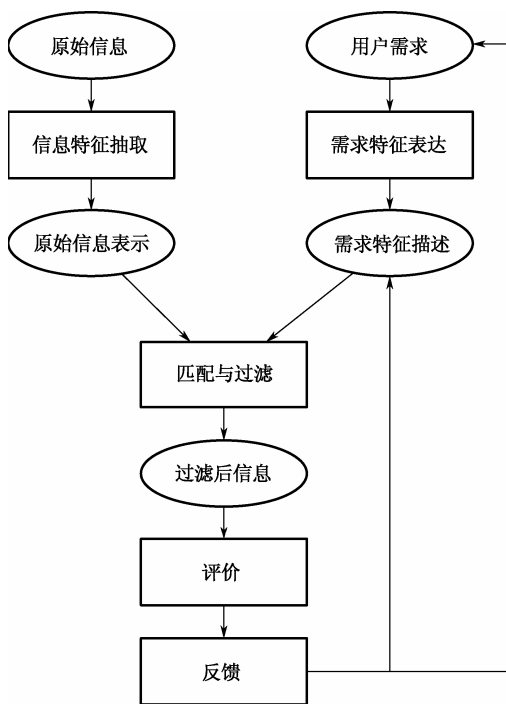 原始信息
用户需求
信息特征抽取
需求特征表达
原始信息表示
需求特征描述
匹配与过滤
过滤后信息
评价
反馈